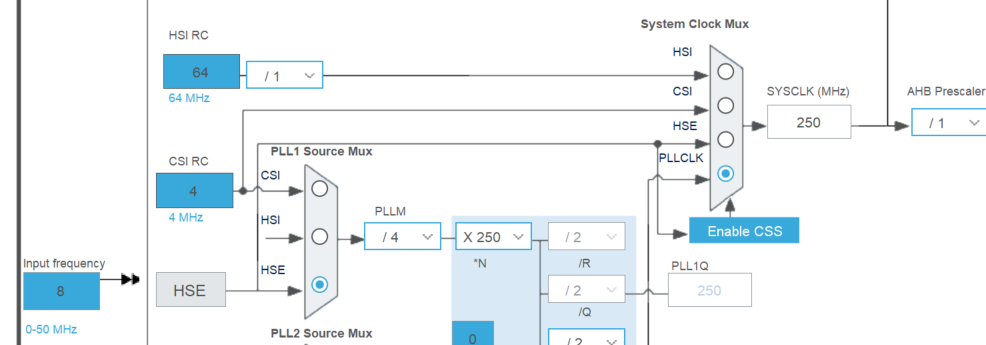 System Clock Mux
HSI RC
HSI
64
/ 1
64 MHz
CSI
SYSCLK (MHz)
AHB Prescaler
250
/ 1
HSE
PLL1 Source Mux
PLLCLK
CSI RC
CSI
4
4 MHz
PLLM
HSI
/ 4
X 250
/ 2
Enable CSS
*N
/R
Input frequency
HSE
PLL1Q
8
HSE
/ 2
250
/Q
0-50 MHz
PLL2 Source Mux
0
/ 2